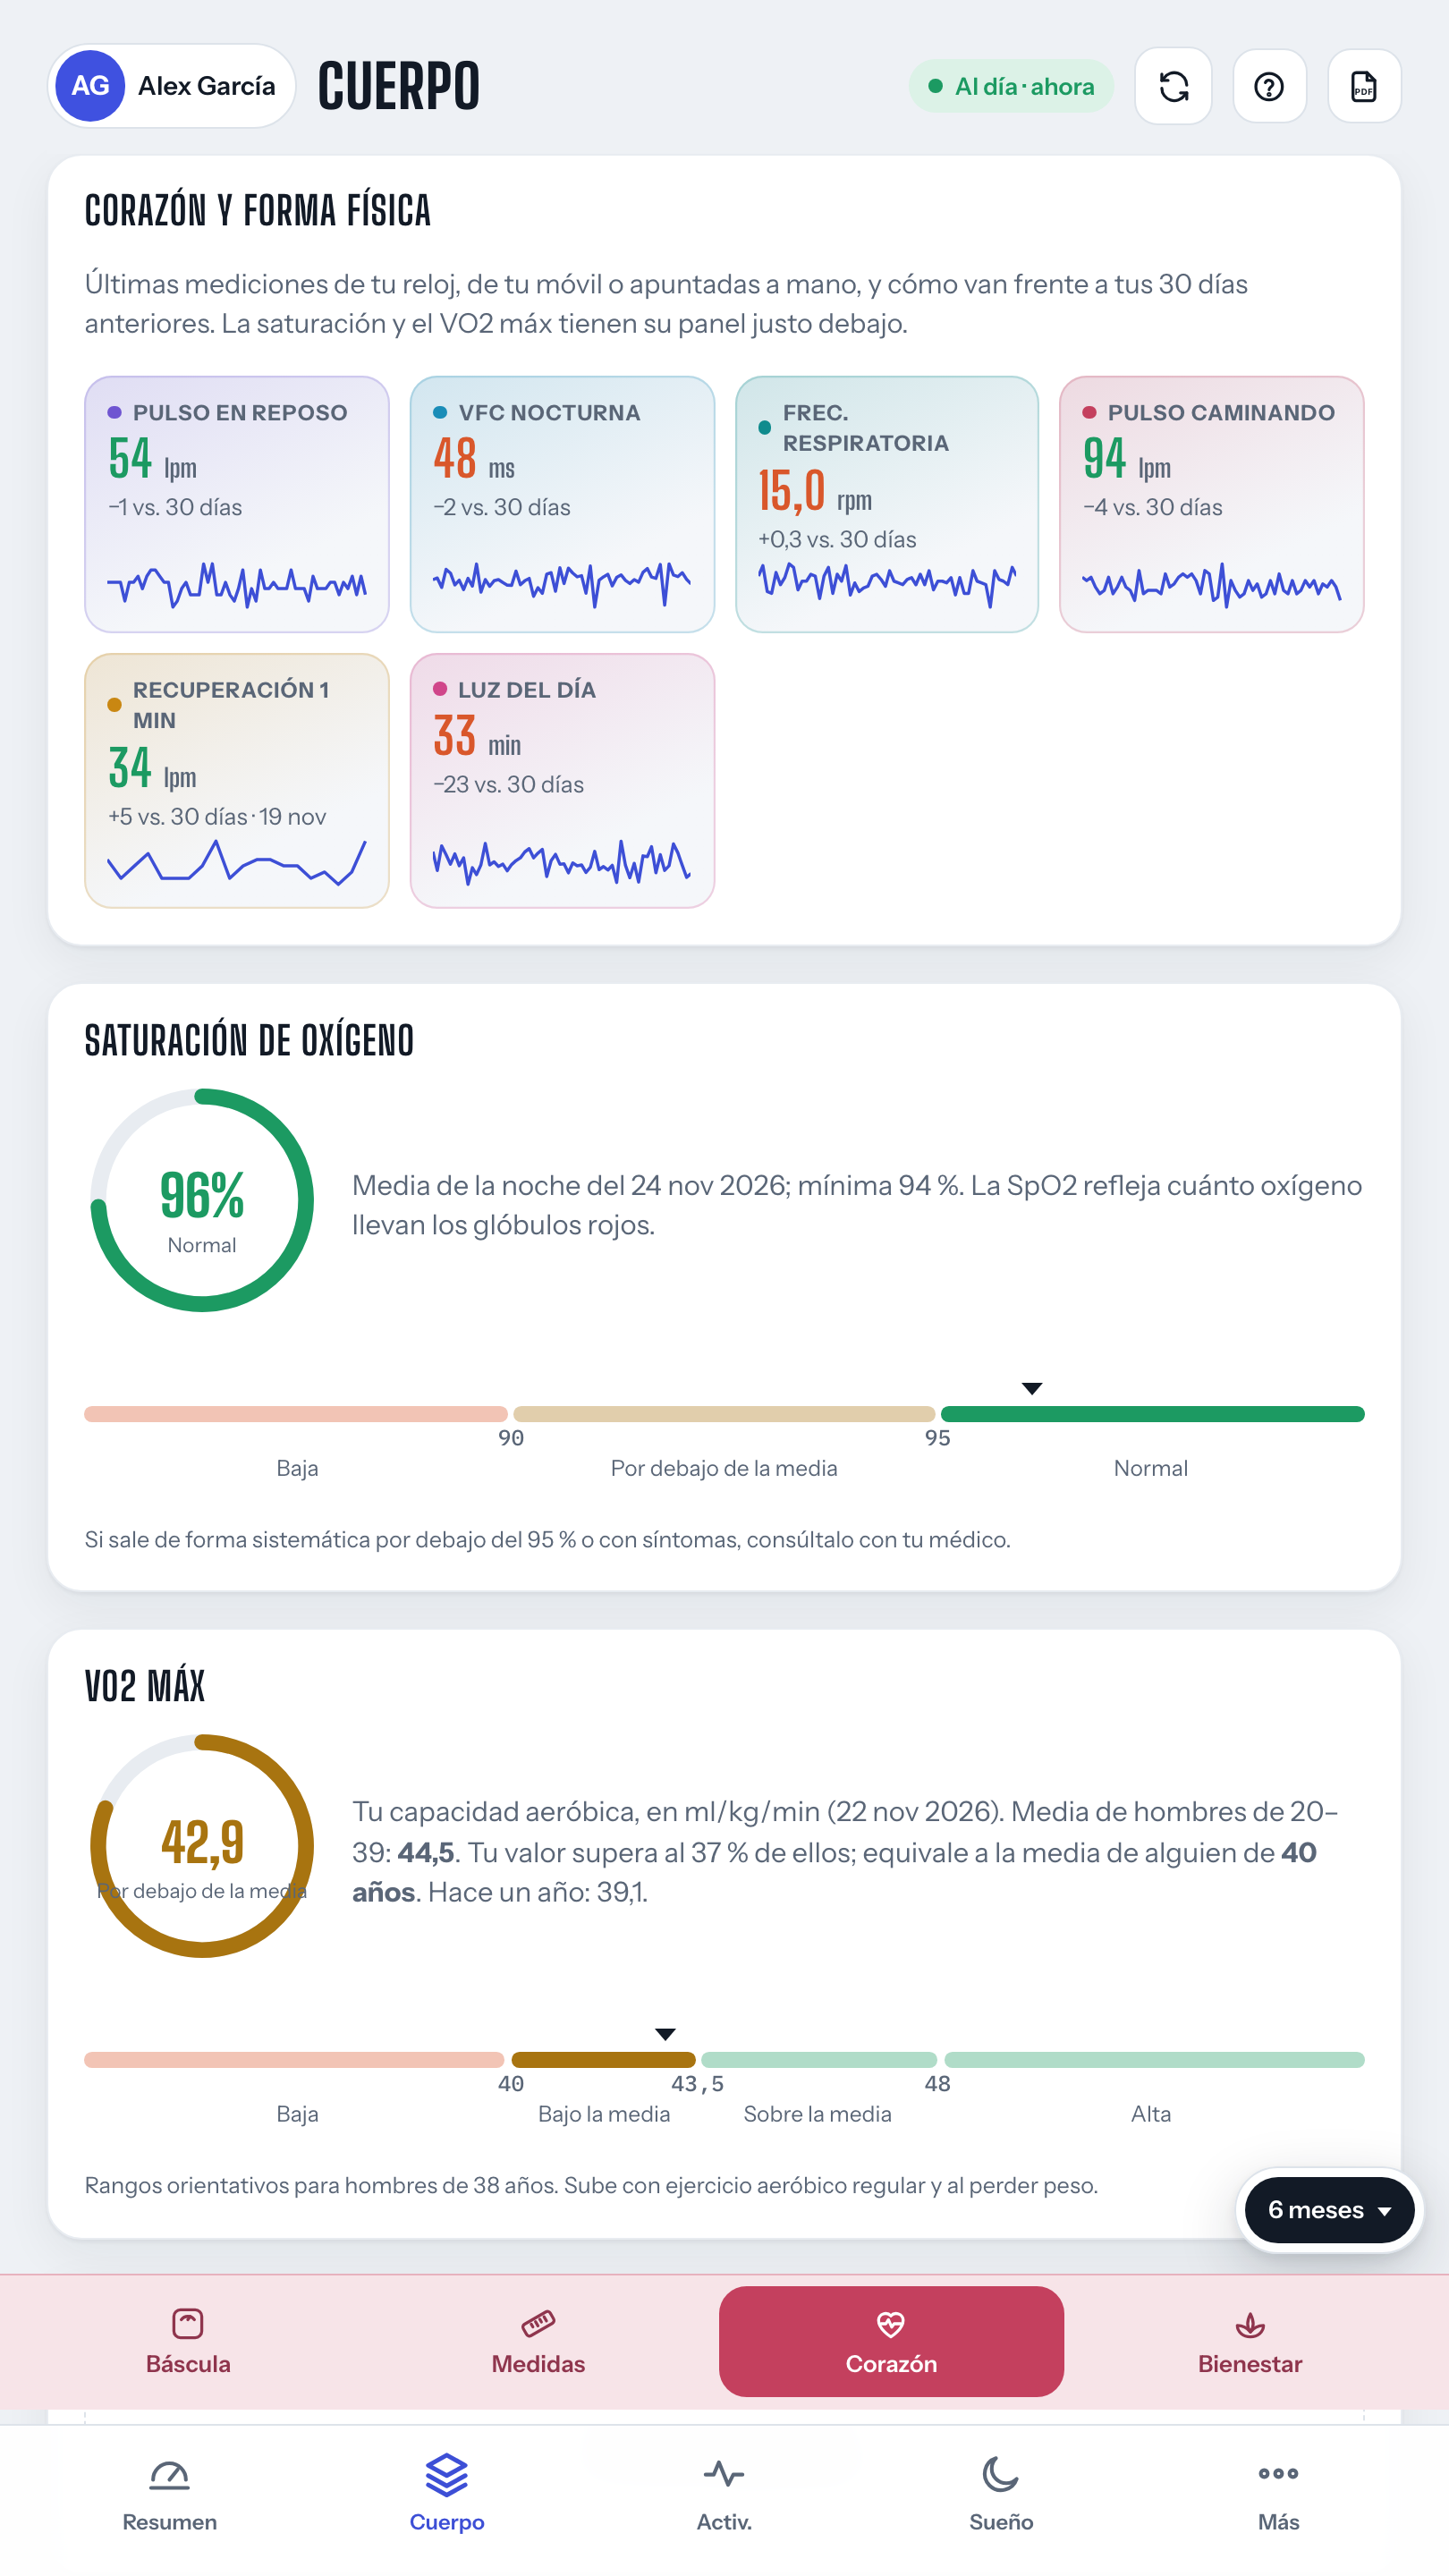 AG Alex García CUERPO Al día · ahora PDF
CORAZÓN Y FORMA FÍSICA
Últimas mediciones de tu reloj, de tu móvil o apuntadas a mano, y cómo van frente a tus 30 días
anteriores. La saturación y el VO2 máx tienen su panel justo debajo.
PULSO EN REPOSO
54 lpm
−1 vs. 30 días
VFC NOCTURNA
48 ms
−2 vs. 30 días
FREC.
RESPIRATORIA
15,0 rpm
+0,3 vs. 30 días
PULSO CAMINANDO
94 lpm
−4 vs. 30 días
RECUPERACIÓN 1
MIN
34 lpm
+5 vs. 30 días · 19 nov
LUZ DEL DÍA
33 min
−23 vs. 30 días
SATURACIÓN DE OXÍGENO
96%
Normal
Media de la noche del 24 nov 2026; mínima 94 %. La SpO2 refleja cuánto oxígeno
llevan los glóbulos rojos.
90 95
Baja Por debajo de la media Normal
Si sale de forma sistemática por debajo del 95 % o con síntomas, consúltalo con tu médico.
VO2 MÁX
42,9
Por debajo de la media
Tu capacidad aeróbica, en ml/kg/min (22 nov 2026). Media de hombres de 20–
39: 44,5. Tu valor supera al 37 % de ellos; equivale a la media de alguien de 40
años. Hace un año: 39,1.
40 43,5 48
Baja Bajo la media Sobre la media Alta
Rangos orientativos para hombres de 38 años. Sube con ejercicio aeróbico regular y al perder peso.
6 meses
Báscula Medidas Corazón Bienestar
Resumen Cuerpo Activ. Sueño Más